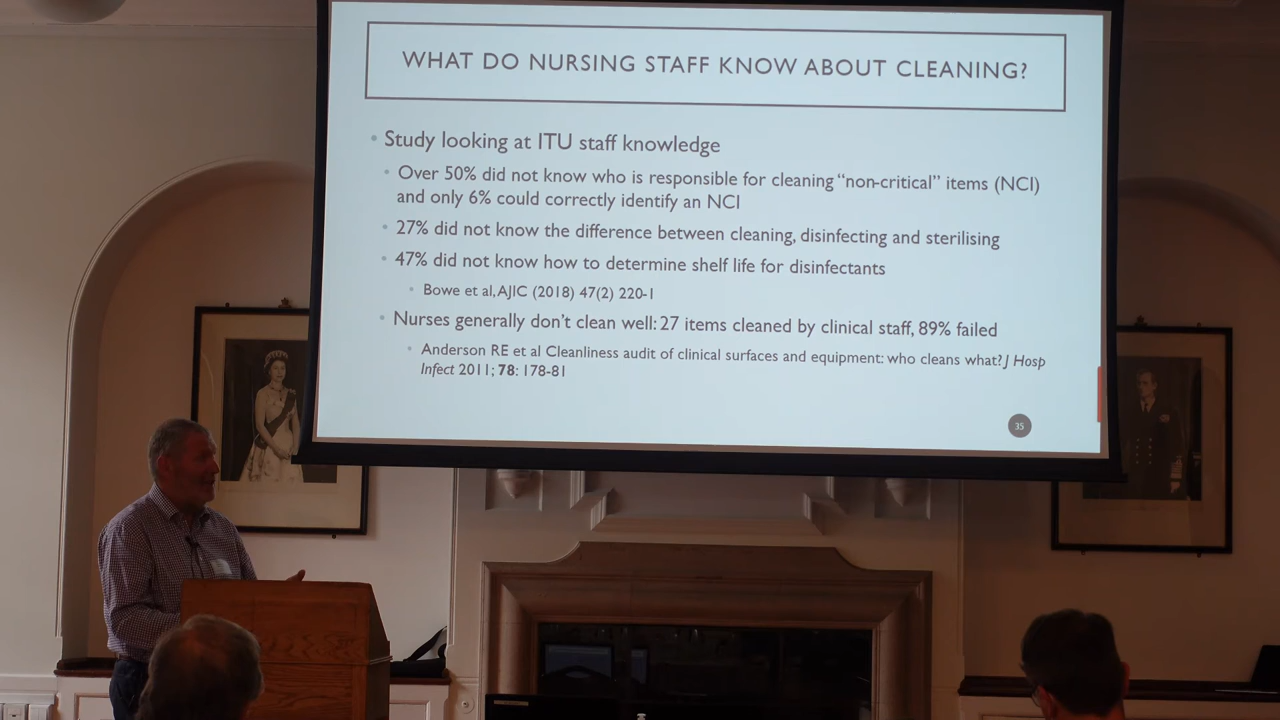 WHAT DO NURSING STAFF KNOW ABOUT CLEANING?
• Study looking at ITU staff knowledge
• Over 50% did not know who is responsible for cleaning “non-critical” items (NCI)
and only 6% could correctly identify an NCI
• 27% did not know the difference between cleaning, disinfecting and sterilising
• 47% did not know how to determine shelf life for disinfectants
• Bowe et al, AJIC (2018) 47(2) 220-1
• Nurses generally don’t clean well: 27 items cleaned by clinical staff, 89% failed
• Anderson RE et al Cleanliness audit of clinical surfaces and equipment: who cleans what? J Hosp
Infect 2011; 78: 178-81
35